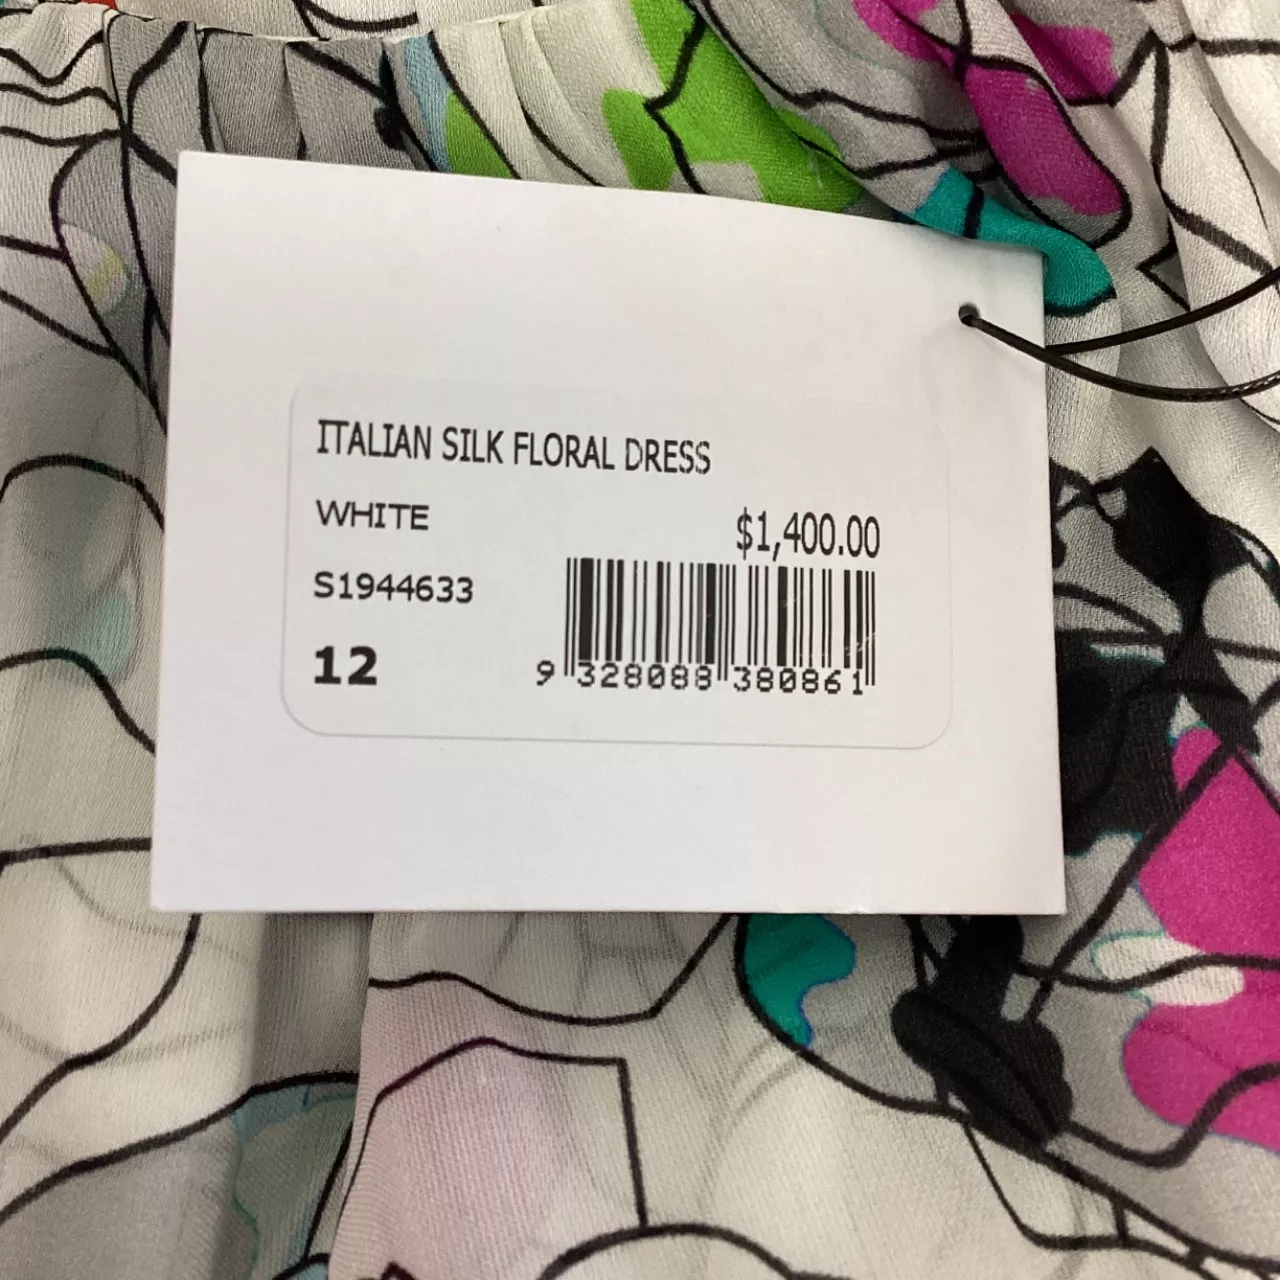 ITALIAN SILK FLORAL DRESS
WHITE
$1,400.00
S1944633
12
9 328088 380861